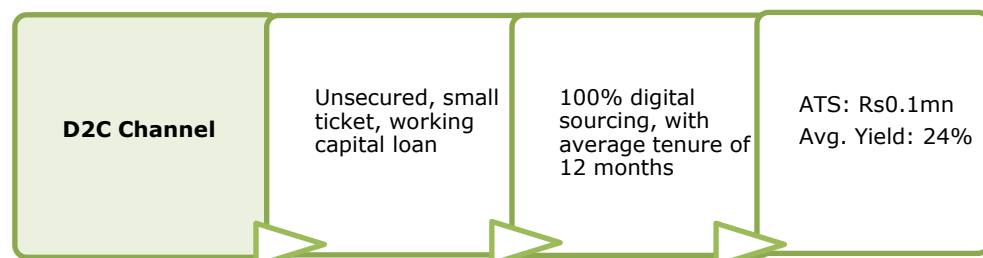 D2C Channel
Unsecured, small
ticket, working
capital loan
100% digital
sourcing, with
average tenure of
12 months
ATS: Rs0.1mn
Avg. Yield: 24%